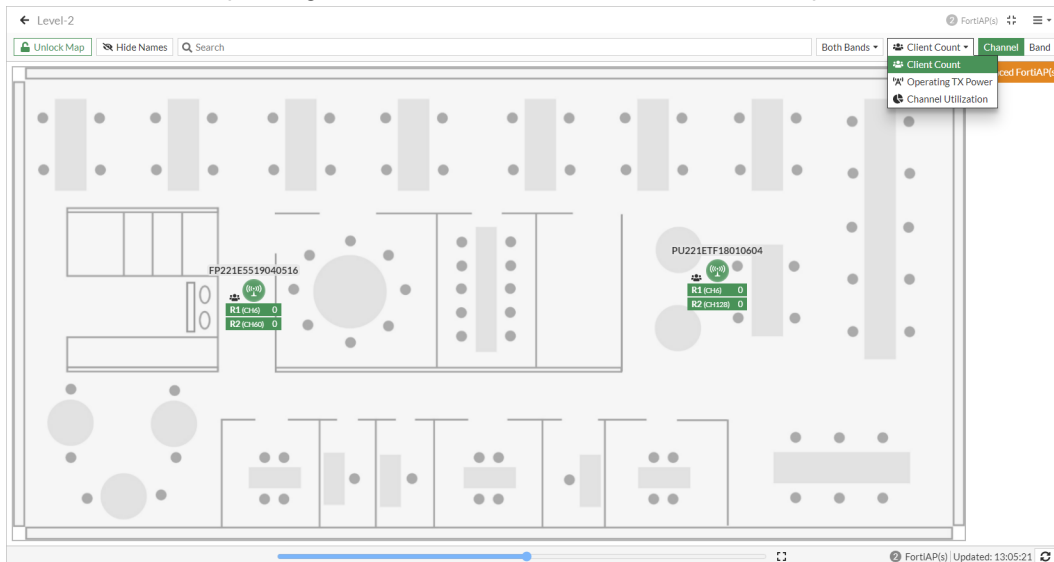 Level-2
2 FortiAP(s)
Unlock Map Hide Names Search Both Bands Client Count Channel Band
Client Count
Operating TX Power
Channel Utilization
ced FortiAP(s
PU221ETF18010604
R1 (CH6) 0
R2 (CH128) 0
FP221E5519040516
R1 (CH6) 0
R2 (CH60) 0
2 FortiAP(s) Updated: 13:05:21